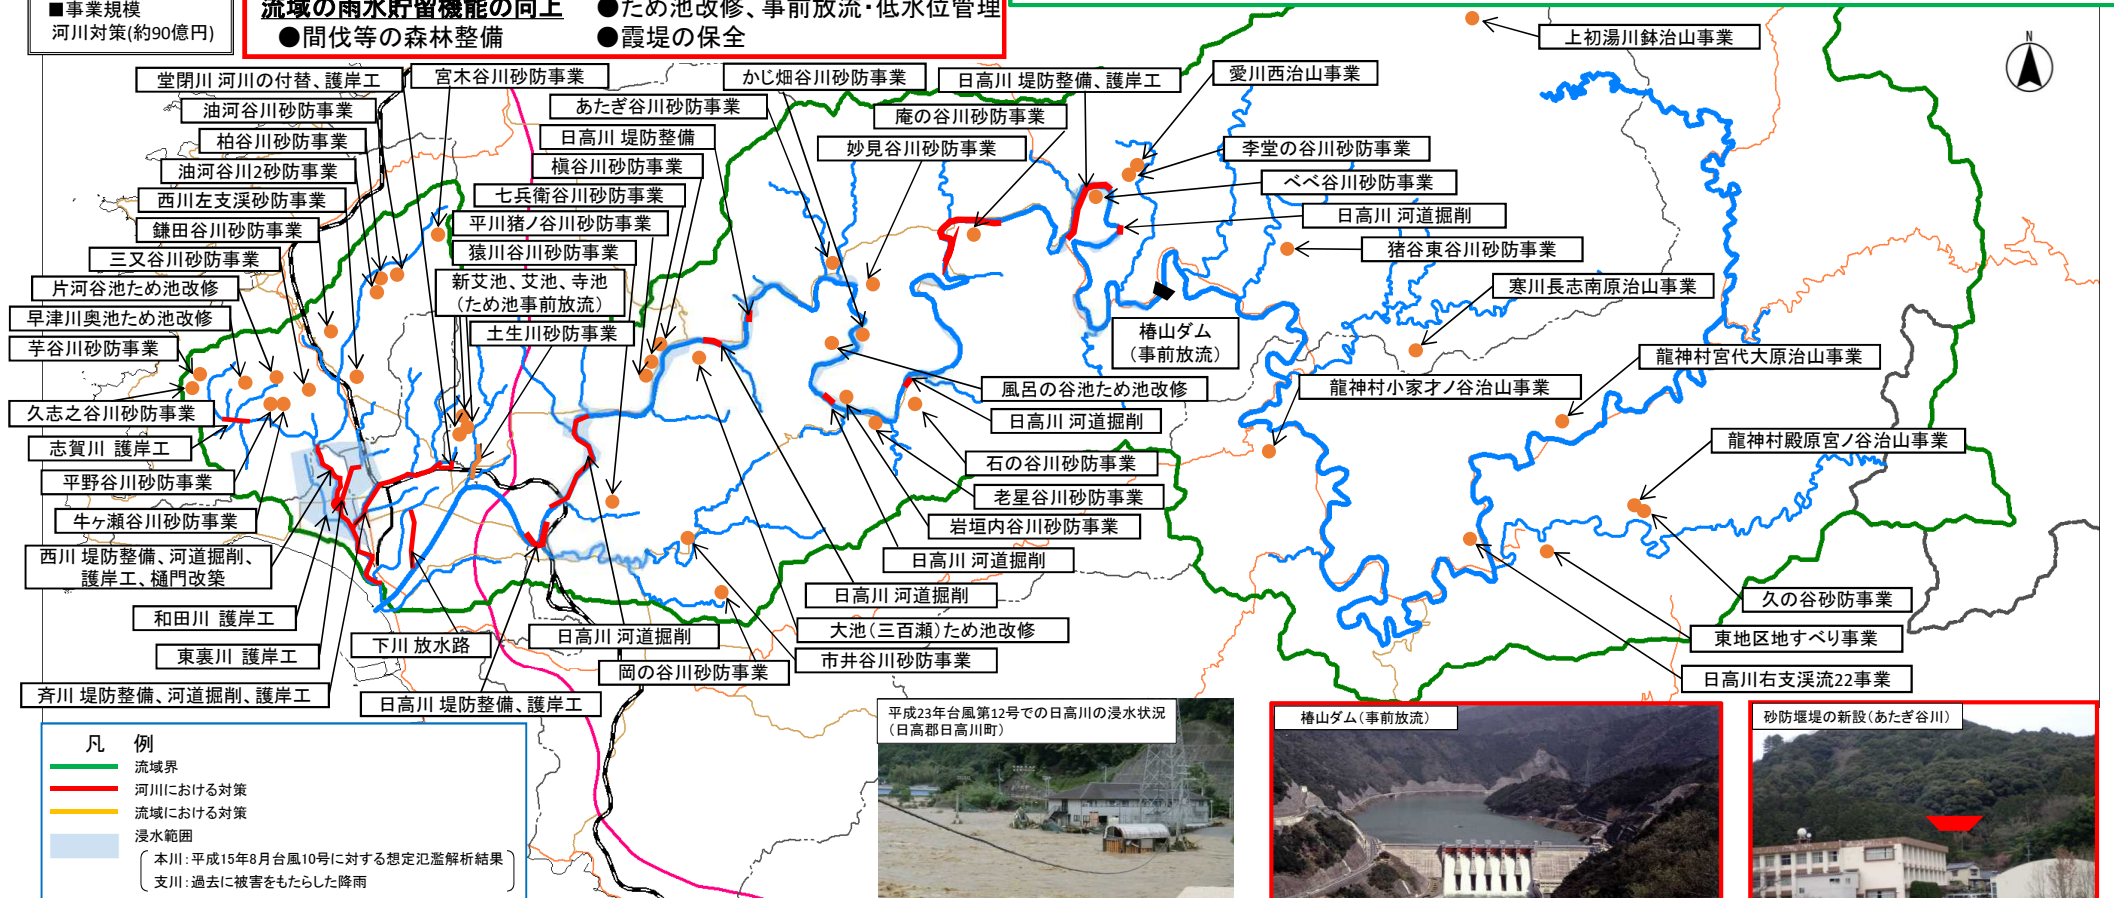 ■事業規模
河川対策(約90億円)
流域の雨水貯留機能の向上
●間伐等の森林整備
●ため池改修、事前放流・低水位管理
●霞堤の保全
N
上初湯川鉢治山事業
堂閉川 河川の付替、護岸工
宮木谷川砂防事業
かじ畑谷川砂防事業
日高川 堤防整備、護岸工
愛川西治山事業
油河谷川砂防事業
あたぎ谷川砂防事業
庵の谷川砂防事業
柏谷川砂防事業
日高川 堤防整備
妙見谷川砂防事業
李堂の谷川砂防事業
油河谷川2砂防事業
槇谷川砂防事業
ベベ谷川砂防事業
西川左支渓砂防事業
七兵衛谷川砂防事業
日高川 河道掘削
鎌田谷川砂防事業
平川猪ノ谷川砂防事業
猪谷東谷川砂防事業
三又谷川砂防事業
猿川谷川砂防事業
片河谷池ため池改修
新艾池、艾池、寺池
(ため池事前放流)
寒川長志南原治山事業
早津川奥池ため池改修
土生川砂防事業
椿山ダム
(事前放流)
芋谷川砂防事業
龍神村宮代大原治山事業
風呂の谷池ため池改修
龍神村小家才ノ谷治山事業
久志之谷川砂防事業
日高川 河道掘削
志賀川 護岸工
龍神村殿原宮ノ谷治山事業
平野谷川砂防事業
石の谷川砂防事業
老星谷川砂防事業
牛ヶ瀬谷川砂防事業
岩垣内谷川砂防事業
西川 堤防整備、河道掘削、
護岸工、樋門改築
日高川 河道掘削
日高川 河道掘削
久の谷砂防事業
和田川 護岸工
下川 放水路
日高川 河道掘削
大池(三百瀬)ため池改修
東地区地すべり事業
東裏川 護岸工
岡の谷川砂防事業
市井谷川砂防事業
日高川右支渓流22事業
斉川 堤防整備、河道掘削、護岸工
日高川 堤防整備、護岸工
凡 例
流域界
河川における対策
流域における対策
浸水範囲
本川:平成15年8月台風10号に対する想定氾濫解析結果
支川:過去に被害をもたらした降雨
平成23年台風第12号での日高川の浸水状況
(日高郡日高川町)
椿山ダム(事前放流)
砂防堰堤の新設(あたぎ谷川)